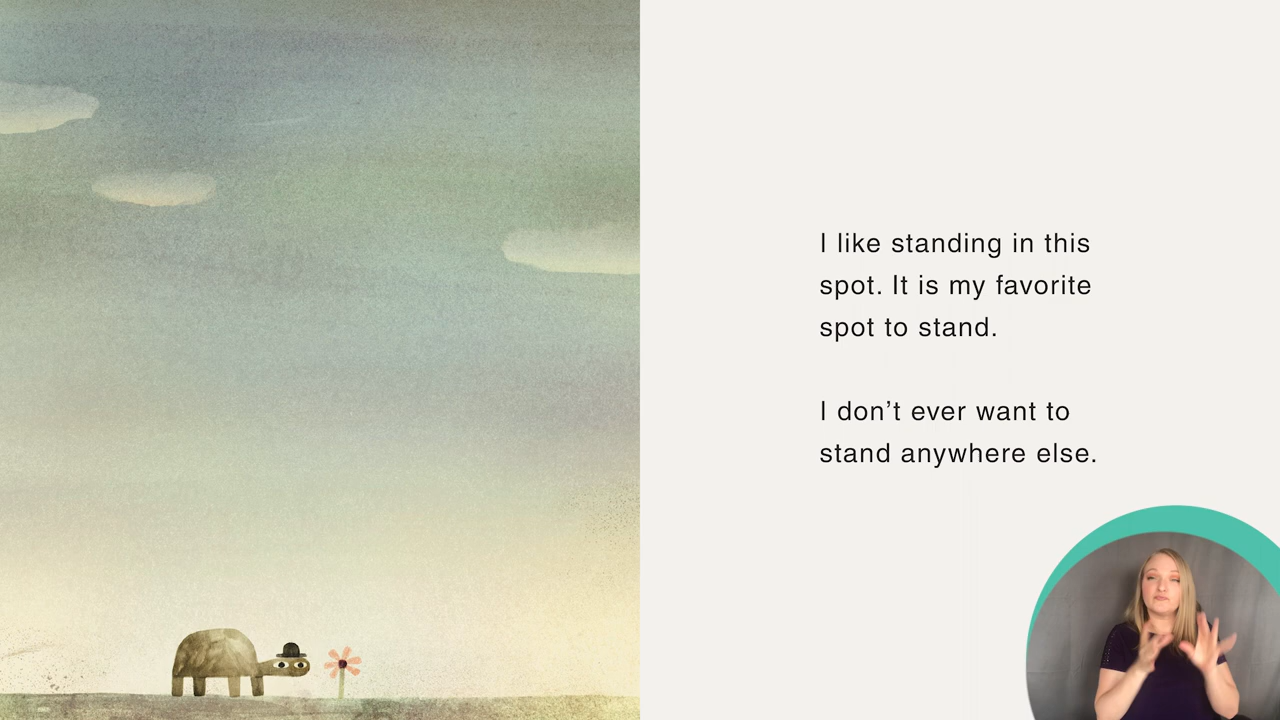 I like standing in this
spot. It is my favorite
spot to stand.
I don’t ever want to
stand anywhere else.